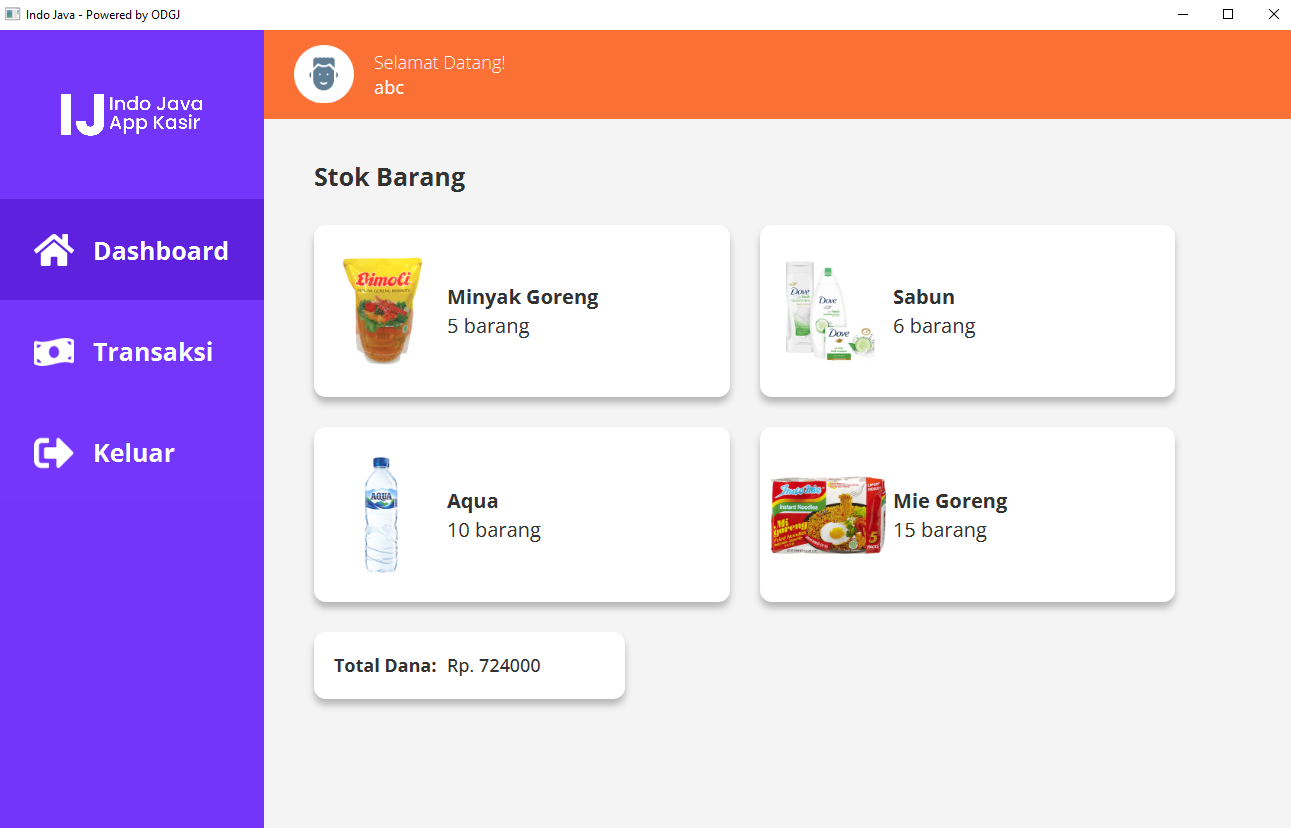 Indo Java - Powered by ODGJ
IJ Indo Java
App Kasir
Selamat Datang!
abc
Dashboard
Transaksi
Keluar
Stok Barang
Bimoli
Minyak Goreng
5 barang
Dove
Dove
Dove
Sabun
6 barang
AQUA
Aqua
10 barang
Indomie
Instant Noodles
Mi
goreng
Fried Noodles
5
Mie Goreng
15 barang
Total Dana: Rp. 724000